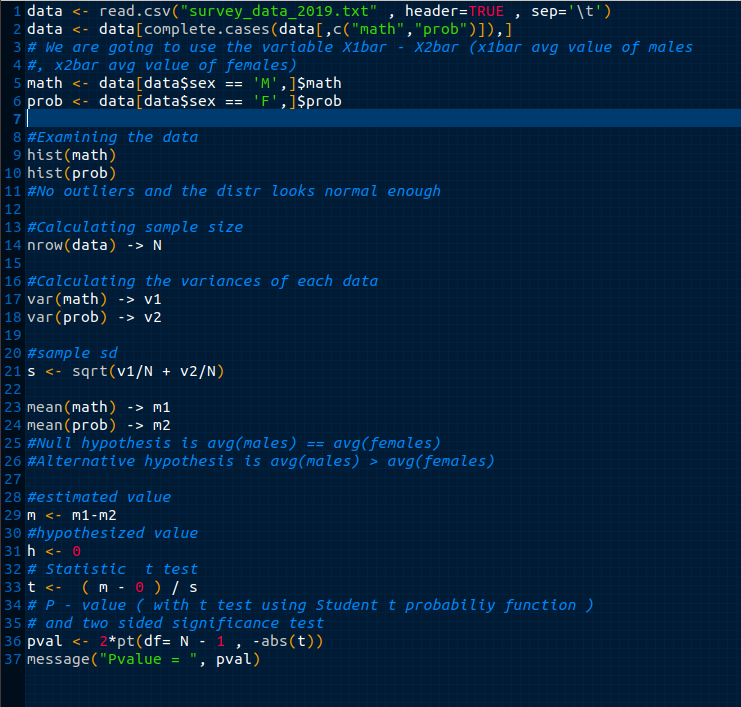 1 data <- read.csv("survey_data_2019.txt" , header=TRUE , sep='\t')
2 data <- data[complete.cases(data[,c("math","prob")]),]
3 # We are going to use the variable X1bar - X2bar (x1bar avg value of males
4 #, x2bar avg value of females)
5 math <- data[data$sex == 'M',]$math
6 prob <- data[data$sex == 'F',]$prob
7
8 #Examining the data
9 hist(math)
10 hist(prob)
11 #No outliers and the distr looks normal enough
12
13 #Calculating sample size
14 nrow(data) -> N
15
16 #Calculating the variances of each data
17 var(math) -> v1
18 var(prob) -> v2
19
20 #sample sd
21 s <- sqrt(v1/N + v2/N)
22
23 mean(math) -> m1
24 mean(prob) -> m2
25 #Null hypothesis is avg(males) == avg(females)
26 #Alternative hypothesis is avg(males) > avg(females)
27
28 #estimated value
29 m <- m1-m2
30 #hypothesized value
31 h <- 0
32 # Statistic  t test
33 t <-  ( m - 0 ) / s
34 # P - value ( with t test using Student t probabiliy function )
35 # and two sided significance test
36 pval <- 2*pt(df= N - 1 , -abs(t))
37 message("Pvalue = ", pval)